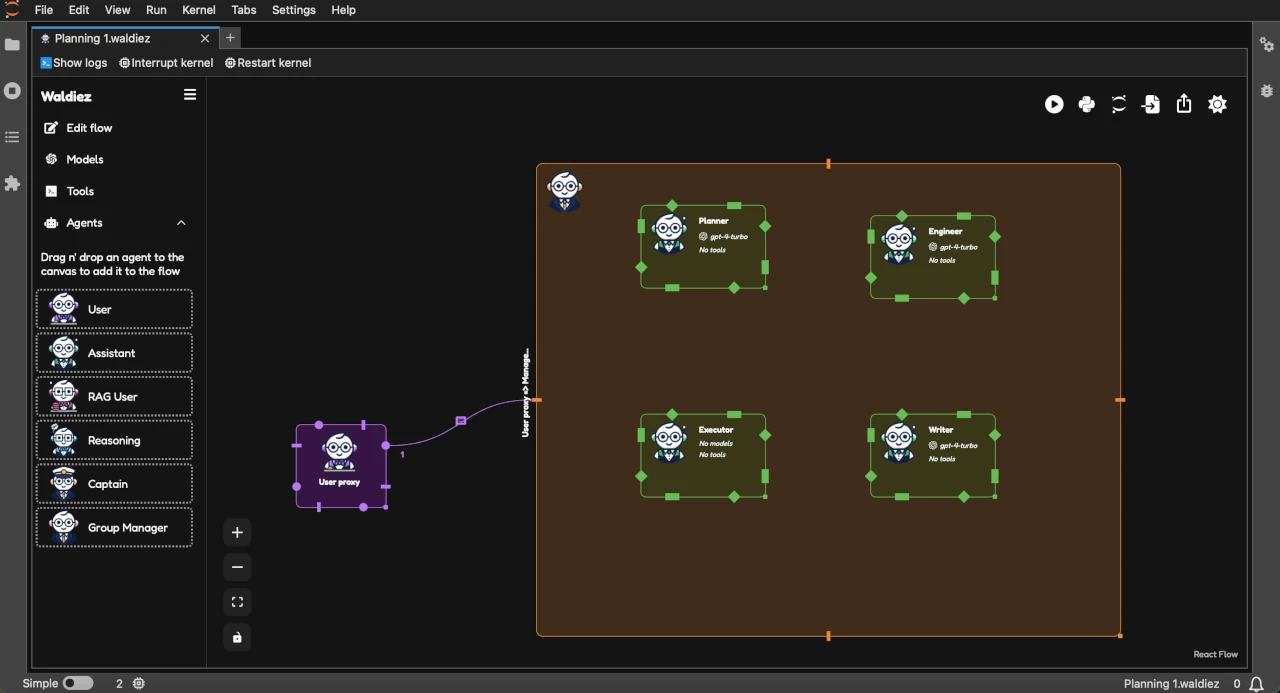 File Edit View Run Kernel Tabs Settings Help
Planning 1.waldiez
Show logs Interrupt kernel Restart kernel
Waldiez
Edit flow
Models
Tools
Agents
Drag n' drop an agent to the
canvas to add it to the flow
User
Assistant
RAG User
Reasoning
Captain
Group Manager
User proxy
1
User proxy => Manage...
Planner
gpt-4-turbo
No tools
Engineer
gpt-4-turbo
No tools
Executor
No models
No tools
Writer
gpt-4-turbo
No tools
React Flow
Simple 2 Planning 1.waldiez 0